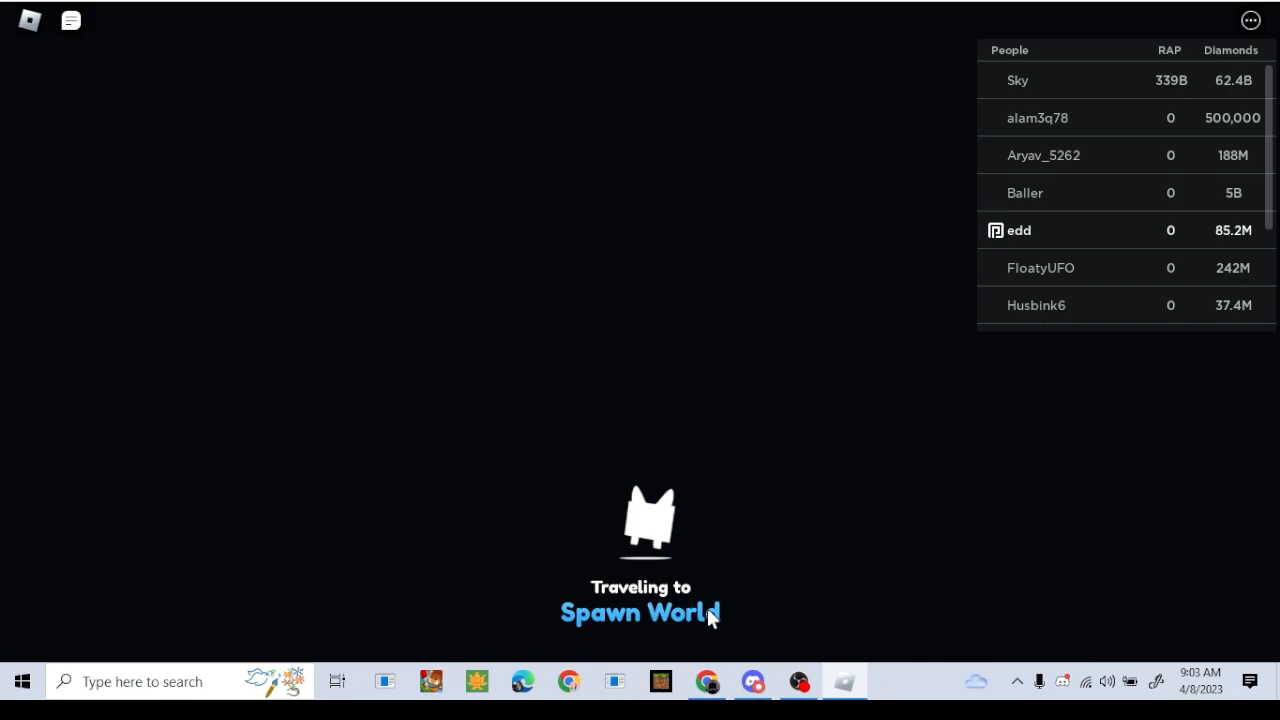 People RAP Diamonds
Sky 339B 62.4B
alam3q78 0 500,000
Aryav_5262 0 188M
Baller 0 5B
edd 0 85.2M
FloatyUFO 0 242M
Husbink6 0 37.4M
Traveling to
Spawn World
Type here to search
9:03 AM
4/8/2023